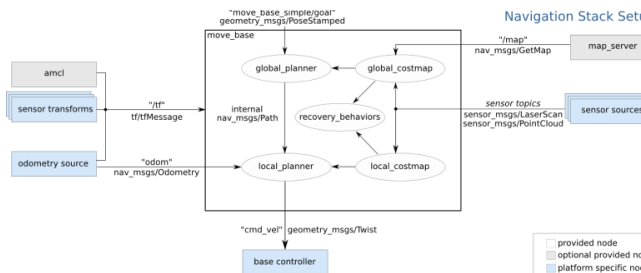 "move_base_simple/goal"
geometry_msgs/PoseStamped
Navigation Stack Setu
move_base
"/map"
nav_msgs/GetMap
map_server
global_planner
global_costmap
amcl
sensor transforms
"/tf"
tf/tfMessage
internal
nav_msgs/Path
recovery_behaviors
sensor topics
sensor_msgs/LaserScan
sensor_msgs/PointCloud
sensor sources
odometry source
"odom"
nav_msgs/Odometry
local_planner
local_costmap
"cmd_vel" geometry_msgs/Twist
base controller
provided node
optional provided no
platform specific nod